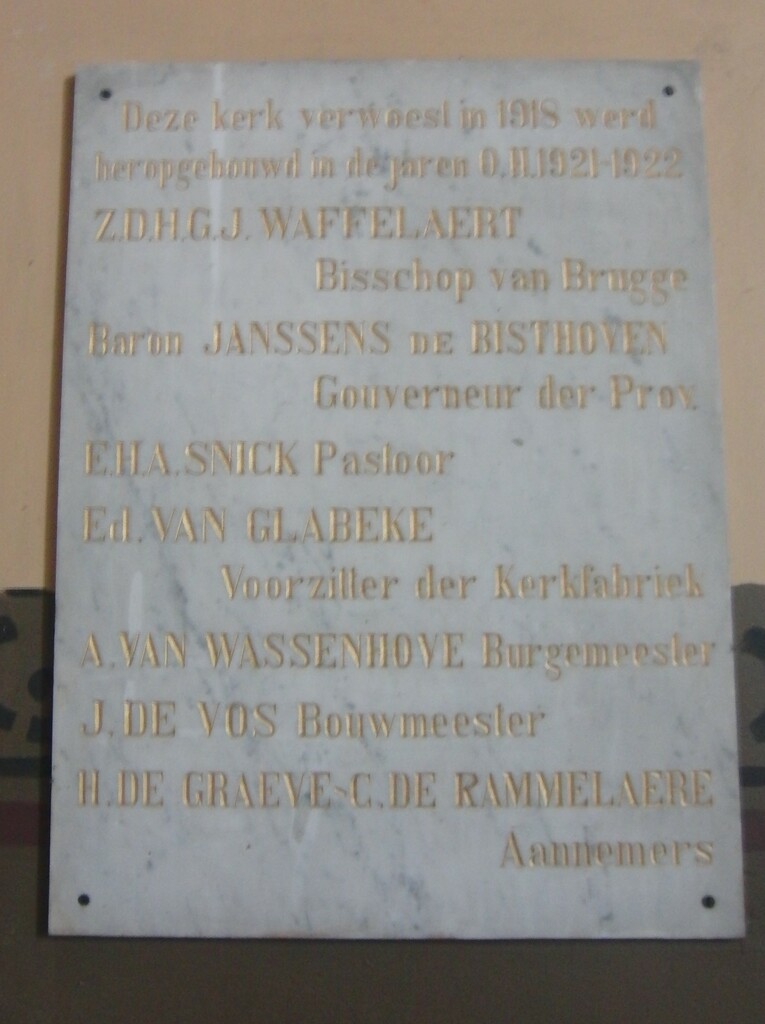 Deze kerk verwoest in 1918 werd
heropgebouwd in de jaren O.H. 1921-1922
Z.D.H.G.J. WAFFELAERT
Bisschop van Brugge
Baron JANSSENS DE BISTHOVEN
Gouverneur der Prov.
E.H.A. SNICK Pastoor
Ed. VAN GLABEKE
Voorzitter der Kerkfabriek
A. VAN WASSENHOVE Burgemeester
J. DE VOS Bouwmeester
H. DE GRAEVE-C. DE RAMMELAERE
Aannemers